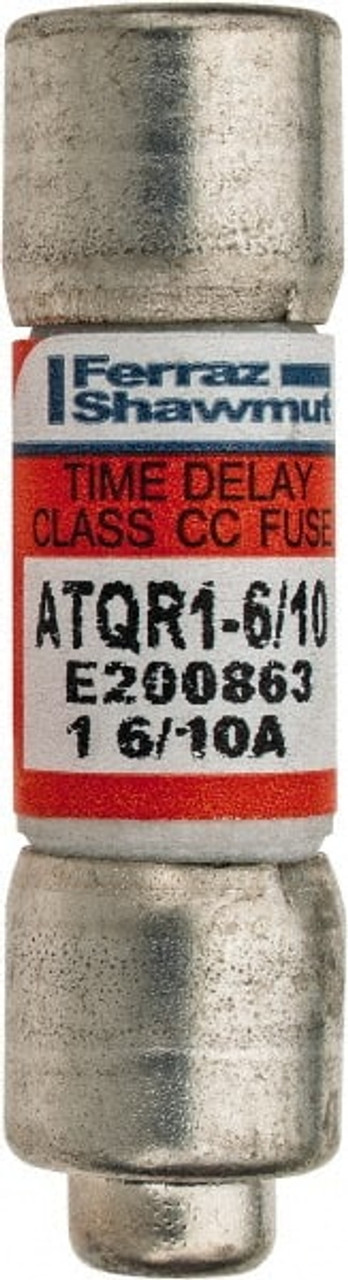 Ferraz
Shawmut
TIME DELAY
CLASS CC FUSE
ATQR1-6/10
E200863
1 6/10A